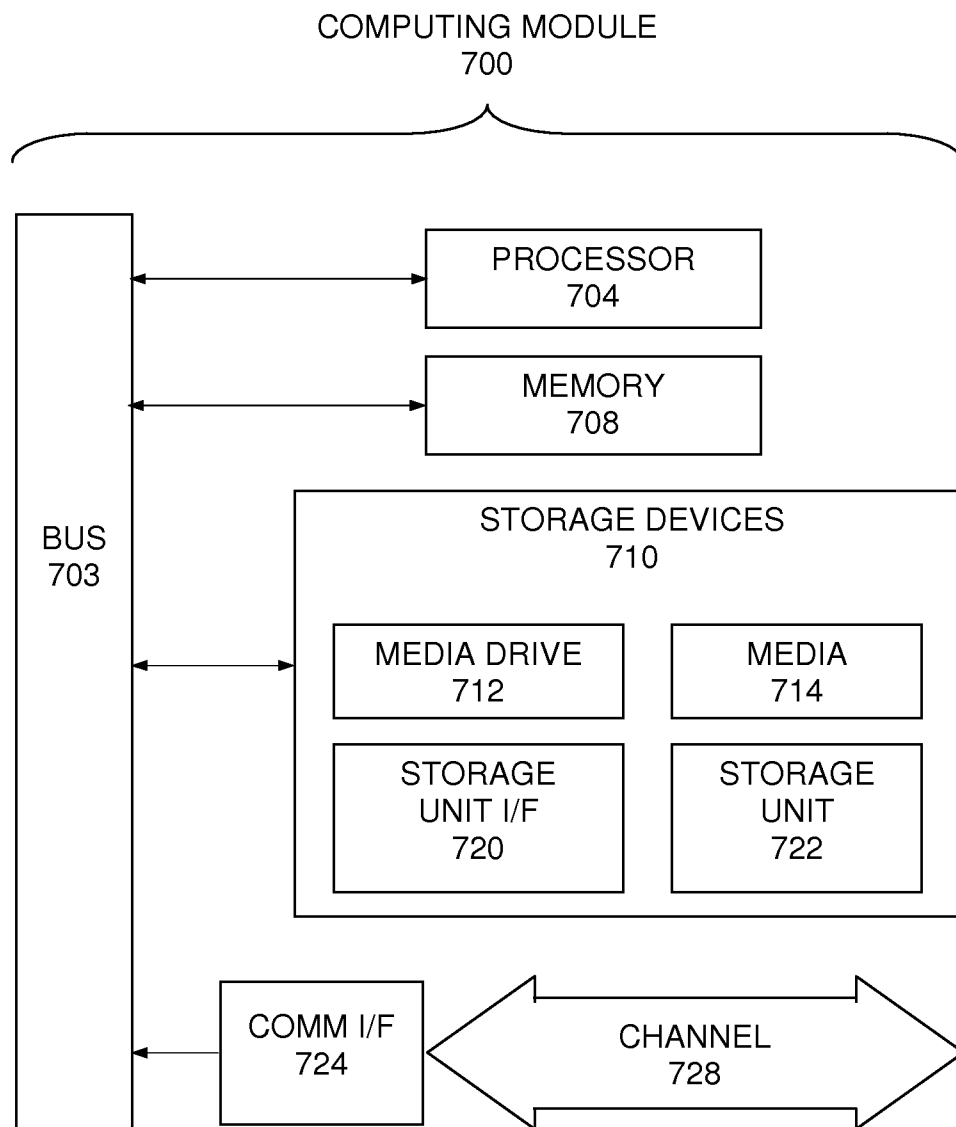 COMPUTING MODULE
700
PROCESSOR
704
MEMORY
708
BUS
703
STORAGE DEVICES
710
MEDIA DRIVE
712
MEDIA
714
STORAGE
UNIT I/F
720
STORAGE
UNIT
722
COMM I/F
724
CHANNEL
728